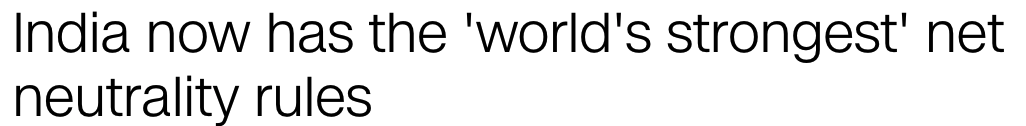 India now has the 'world's strongest' net
neutrality rules